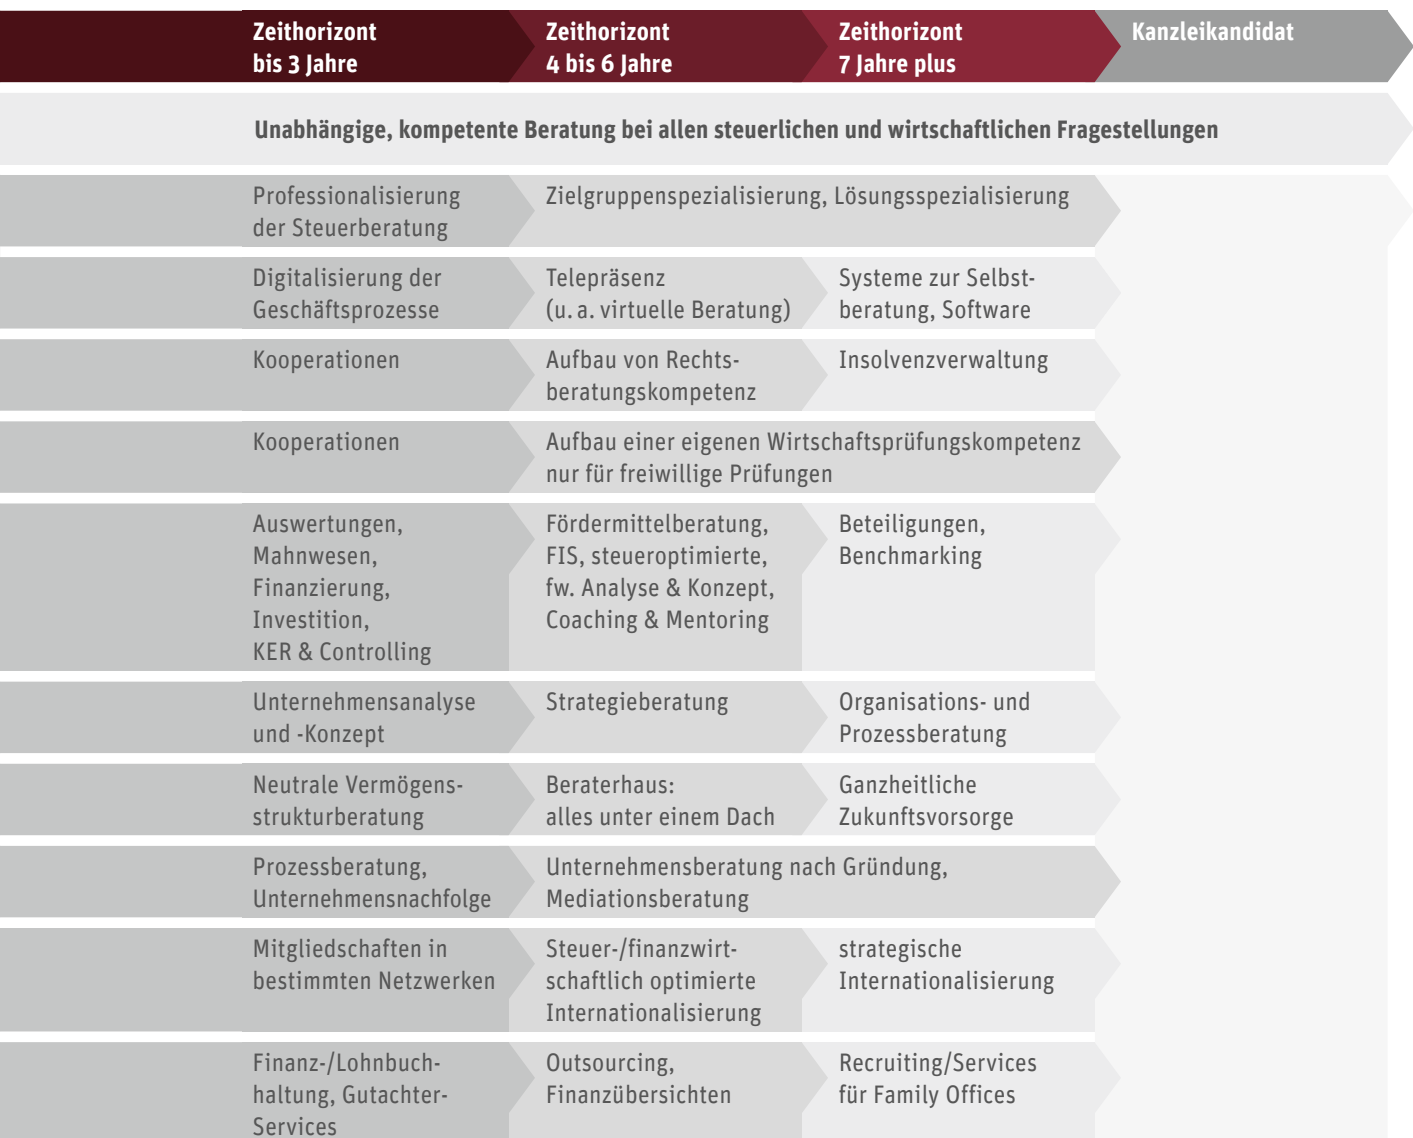 Zeithorizont
bis 3 Jahre
Zeithorizont
4 bis 6 Jahre
Zeithorizont
7 Jahre plus
Kanzleikandidat
Unabhängige, kompetente Beratung bei allen steuerlichen und wirtschaftlichen Fragestellungen
Professionalisierung
der Steuerberatung
Zielgruppenspezialisierung, Lösungsspezialisierung
Digitalisierung der
Geschäftsprozesse
Telepräsenz
(u. a. virtuelle Beratung)
Systeme zur Selbst-
beratung, Software
Kooperationen
Aufbau von Rechts-
beratungskompetenz
Insolvenzverwaltung
Kooperationen
Aufbau einer eigenen Wirtschaftsprüfungskompetenz
nur für freiwillige Prüfungen
Auswertungen,
Mahnwesen,
Finanzierung,
Investition,
KER & Controlling
Fördermittelberatung,
FIS, steueroptimierte,
fw. Analyse & Konzept,
Coaching & Mentoring
Beteiligungen,
Benchmarking
Unternehmensanalyse
und -Konzept
Strategieberatung
Organisations- und
Prozessberatung
Neutrale Vermögens-
strukturberatung
Beraterhaus:
alles unter einem Dach
Ganzheitliche
Zukunftsvorsorge
Prozessberatung,
Unternehmensnachfolge
Unternehmensberatung nach Gründung,
Mediationsberatung
Mitgliedschaften in
bestimmten Netzwerken
Steuer-/finanzwirt-
schaftlich optimierte
Internationalisierung
strategische
Internationalisierung
Finanz-/Lohnbuch-
haltung, Gutachter-
Services
Outsourcing,
Finanzübersichten
Recruiting/Services
für Family Offices